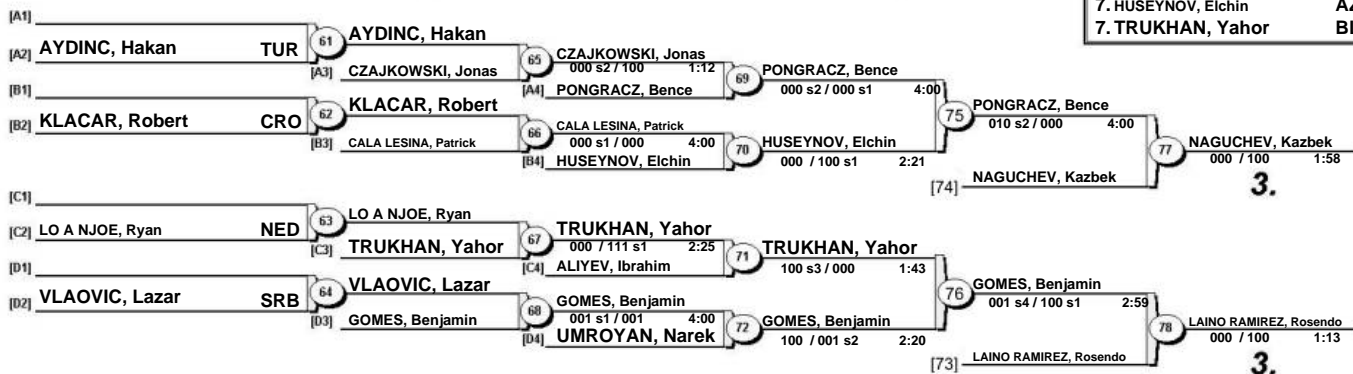 7. HUSEYNOV, Elchin
7. TRUKHAN, Yahor
[A1]
[A2] AYDINC, Hakan TUR
61
AYDINC, Hakan
[A3] CZAJKOWSKI, Jonas
65
CZAJKOWSKI, Jonas
000 s2 / 100 1:12
[A4] PONGRACZ, Bence
69
PONGRACZ, Bence
000 s2 / 000 s1 4:00
[B1]
[B2] KLACAR, Robert CRO
62
KLACAR, Robert
[B3] CALA LESINA, Patrick
66
CALA LESINA, Patrick
000 s1 / 000 4:00
[B4] HUSEYNOV, Elchin
70
HUSEYNOV, Elchin
000 / 100 s1 2:21
75
PONGRACZ, Bence
010 s2 / 000 4:00
[74] NAGUCHEV, Kazbek
77
NAGUCHEV, Kazbek
000 / 100 1:58
3.
[C1]
[C2] LO A NJOE, Ryan NED
63
LO A NJOE, Ryan
[C3] TRUKHAN, Yahor
67
TRUKHAN, Yahor
000 / 111 s1 2:25
[C4] ALIYEV, Ibrahim
71
TRUKHAN, Yahor
100 s3 / 000 1:43
[D1]
[D2] VLAOVIC, Lazar SRB
64
VLAOVIC, Lazar
[D3] GOMES, Benjamin
68
GOMES, Benjamin
001 s1 / 001 4:00
[D4] UMROYAN, Narek
72
GOMES, Benjamin
100 / 001 s2 2:20
76
GOMES, Benjamin
001 s4 / 100 s1 2:59
[73] LAINO RAMIREZ, Rosendo
78
LAINO RAMIREZ, Rosendo
000 / 100 1:13
3.